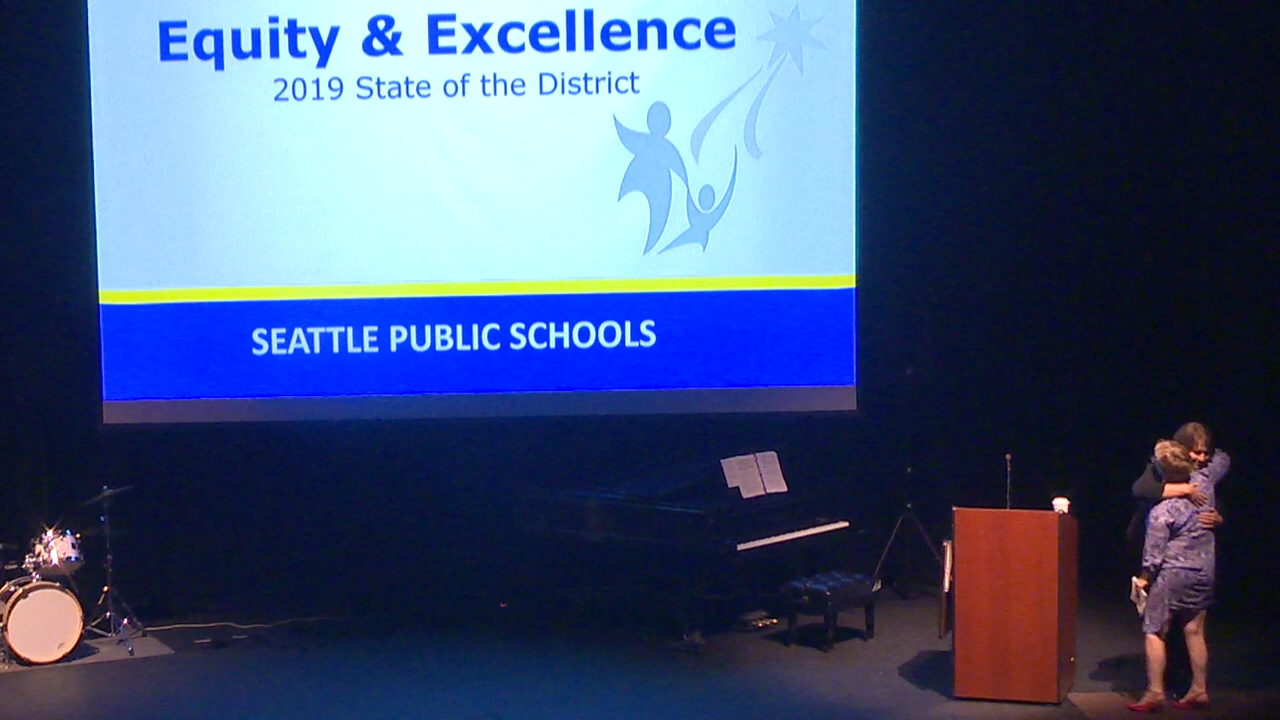 Equity & Excellence
2019 State of the District
SEATTLE PUBLIC SCHOOLS